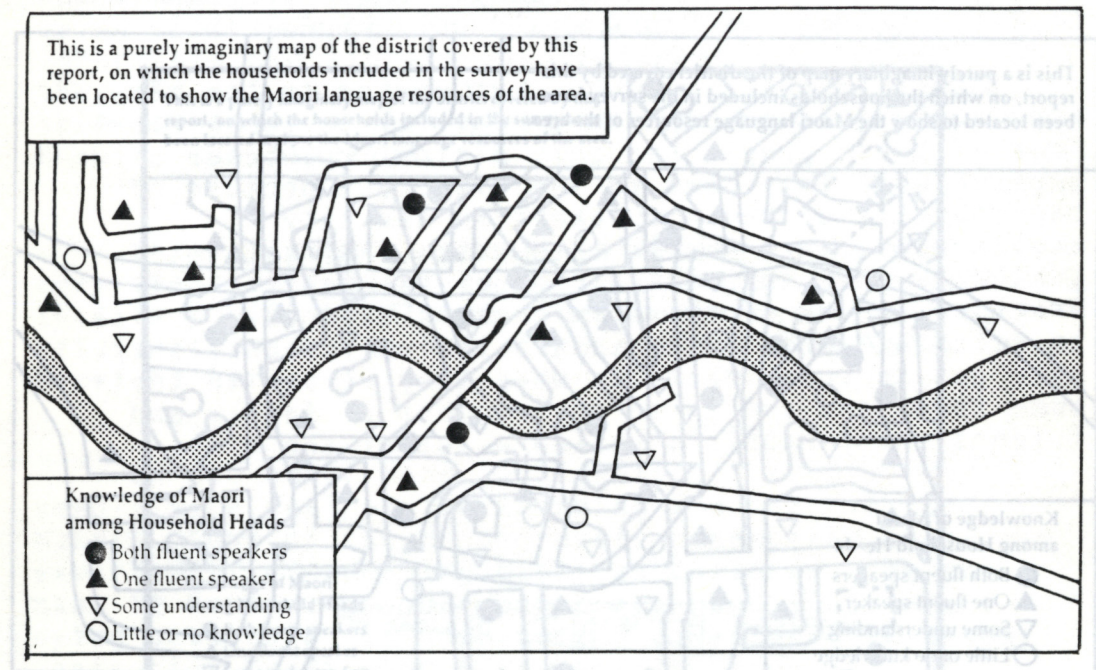 This is a purely imaginary map of the district covered by this
report, on which the households included in the survey have
been located to show the Maori language resources of the area.
Knowledge of Maori
among Household Heads
Both fluent speakers
One fluent speaker
Some understanding
Little or no knowledge